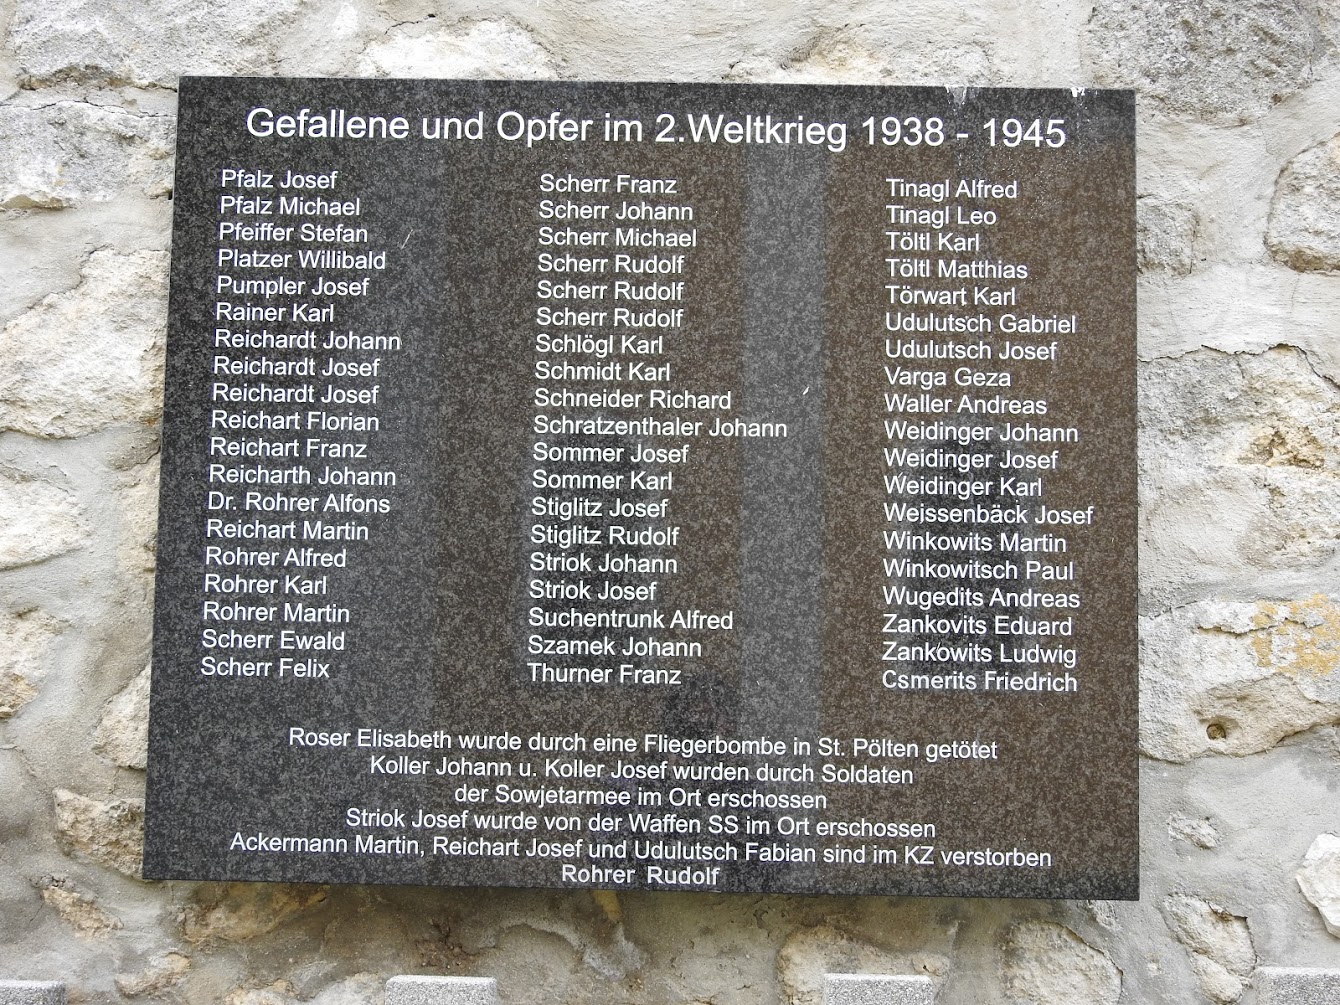 Gefallene und Opfer im 2.Weltkrieg 1938 - 1945
Pfalz Josef
Pfalz Michael
Pfeiffer Stefan
Platzer Willibald
Pumpler Josef
Rainer Karl
Reichardt Johann
Reichardt Josef
Reichardt Josef
Reichart Florian
Reichart Franz
Reicharth Johann
Dr. Rohrer Alfons
Reichart Martin
Rohrer Alfred
Rohrer Karl
Rohrer Martin
Scherr Ewald
Scherr Felix
Scherr Franz
Scherr Johann
Scherr Michael
Scherr Rudolf
Scherr Rudolf
Scherr Rudolf
Schlögl Karl
Schmidt Karl
Schneider Richard
Schratzenthaler Johann
Sommer Josef
Sommer Karl
Stiglitz Josef
Stiglitz Rudolf
Striok Johann
Striok Josef
Suchentrunk Alfred
Szamek Johann
Thurner Franz
Tinagl Alfred
Tinagl Leo
Töltl Karl
Töltl Matthias
Törwart Karl
Udulutsch Gabriel
Udulutsch Josef
Varga Geza
Waller Andreas
Weidinger Johann
Weidinger Josef
Weidinger Karl
Weissenbäck Josef
Winkowits Martin
Winkowitsch Paul
Wugedits Andreas
Zankovits Eduard
Zankowits Ludwig
Csmerits Friedrich
Roser Elisabeth wurde durch eine Fliegerbombe in St. Pölten getötet
Koller Johann u. Koller Josef wurden durch Soldaten
der Sowjetarmee im Ort erschossen
Striok Josef wurde von der Waffen SS im Ort erschossen
Ackermann Martin, Reichart Josef und Udulutsch Fabian sind im KZ verstorben
Rohrer Rudolf